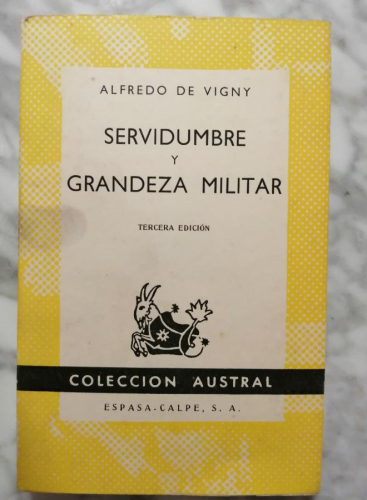 ALFREDO DE VIGNY
SERVIDUMBRE
Y
GRANDEZA MILITAR
TERCERA EDICIÓN
COLECCION AUSTRAL
ESPASA-CALPE, S. A.